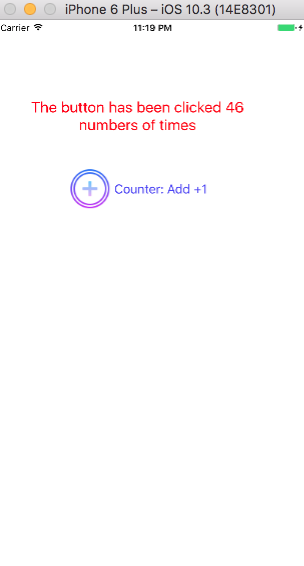 iPhone 6 Plus – iOS 10.3 (14E8301)
Carrier 11:19 PM
The button has been clicked 46
numbers of times
Counter: Add +1